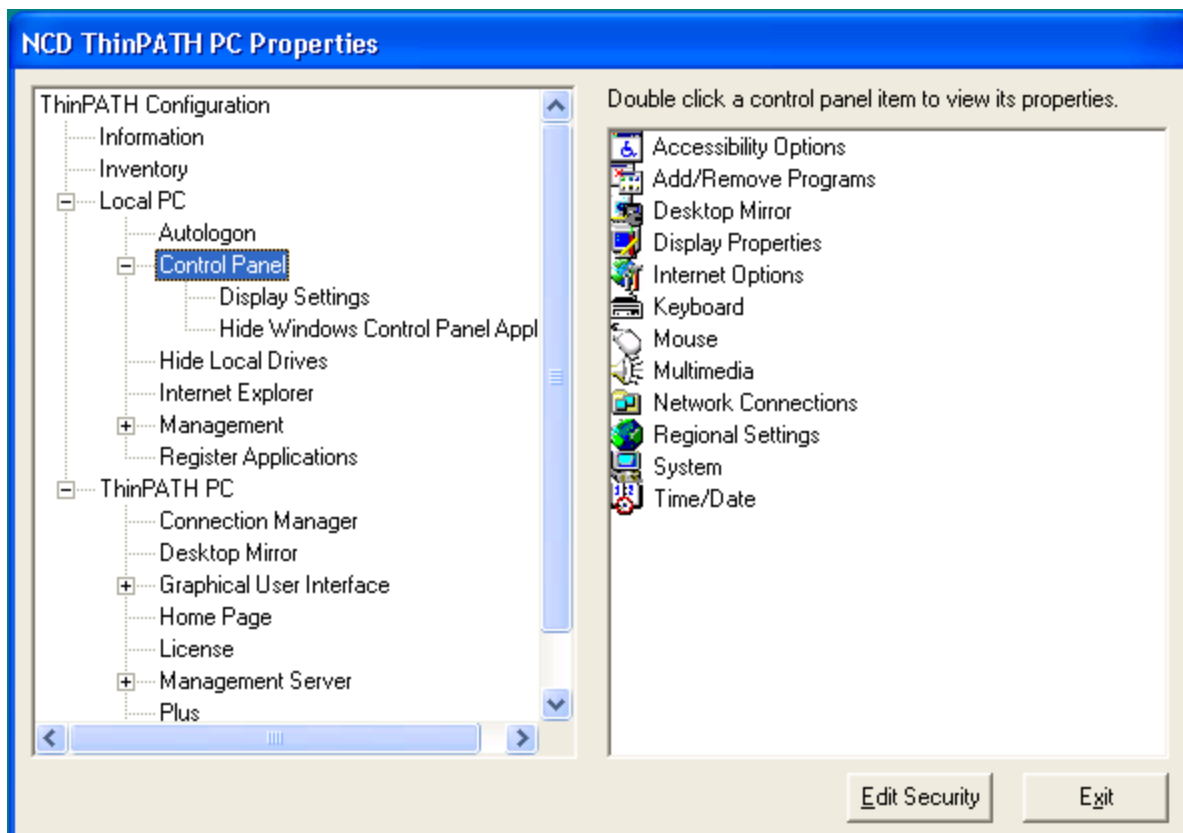 NCD ThinPATH PC Properties
ThinPATH Configuration
Information
Inventory
Local PC
Autologon
Control Panel
Display Settings
Hide Windows Control Panel Appl
Hide Local Drives
Internet Explorer
Management
Register Applications
ThinPATH PC
Connection Manager
Desktop Mirror
Graphical User Interface
Home Page
License
Management Server
Plus
Double click a control panel item to view its properties.
Accessibility Options
Add/Remove Programs
Desktop Mirror
Display Properties
Internet Options
Keyboard
Mouse
Multimedia
Network Connections
Regional Settings
System
Time/Date
Edit Security
Exit